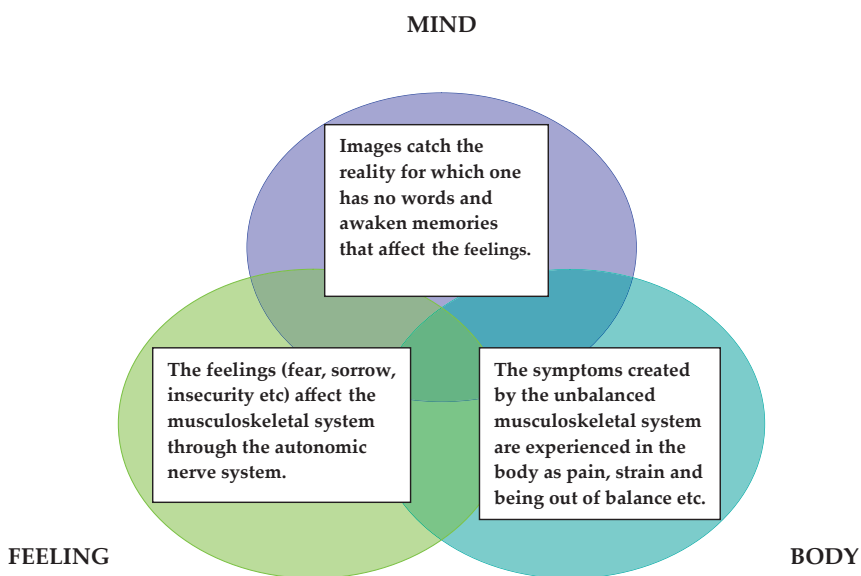 MIND
Images catch the
reality for which one
has no words and
awaken memories
that affect the feelings.
The feelings (fear, sorrow,
insecurity etc) affect the
musculoskeletal system
through the autonomic
nerve system.
The symptoms created
by the unbalanced
musculoskeletal system
are experienced in the
body as pain, strain and
being out of balance etc.
FEELING
BODY